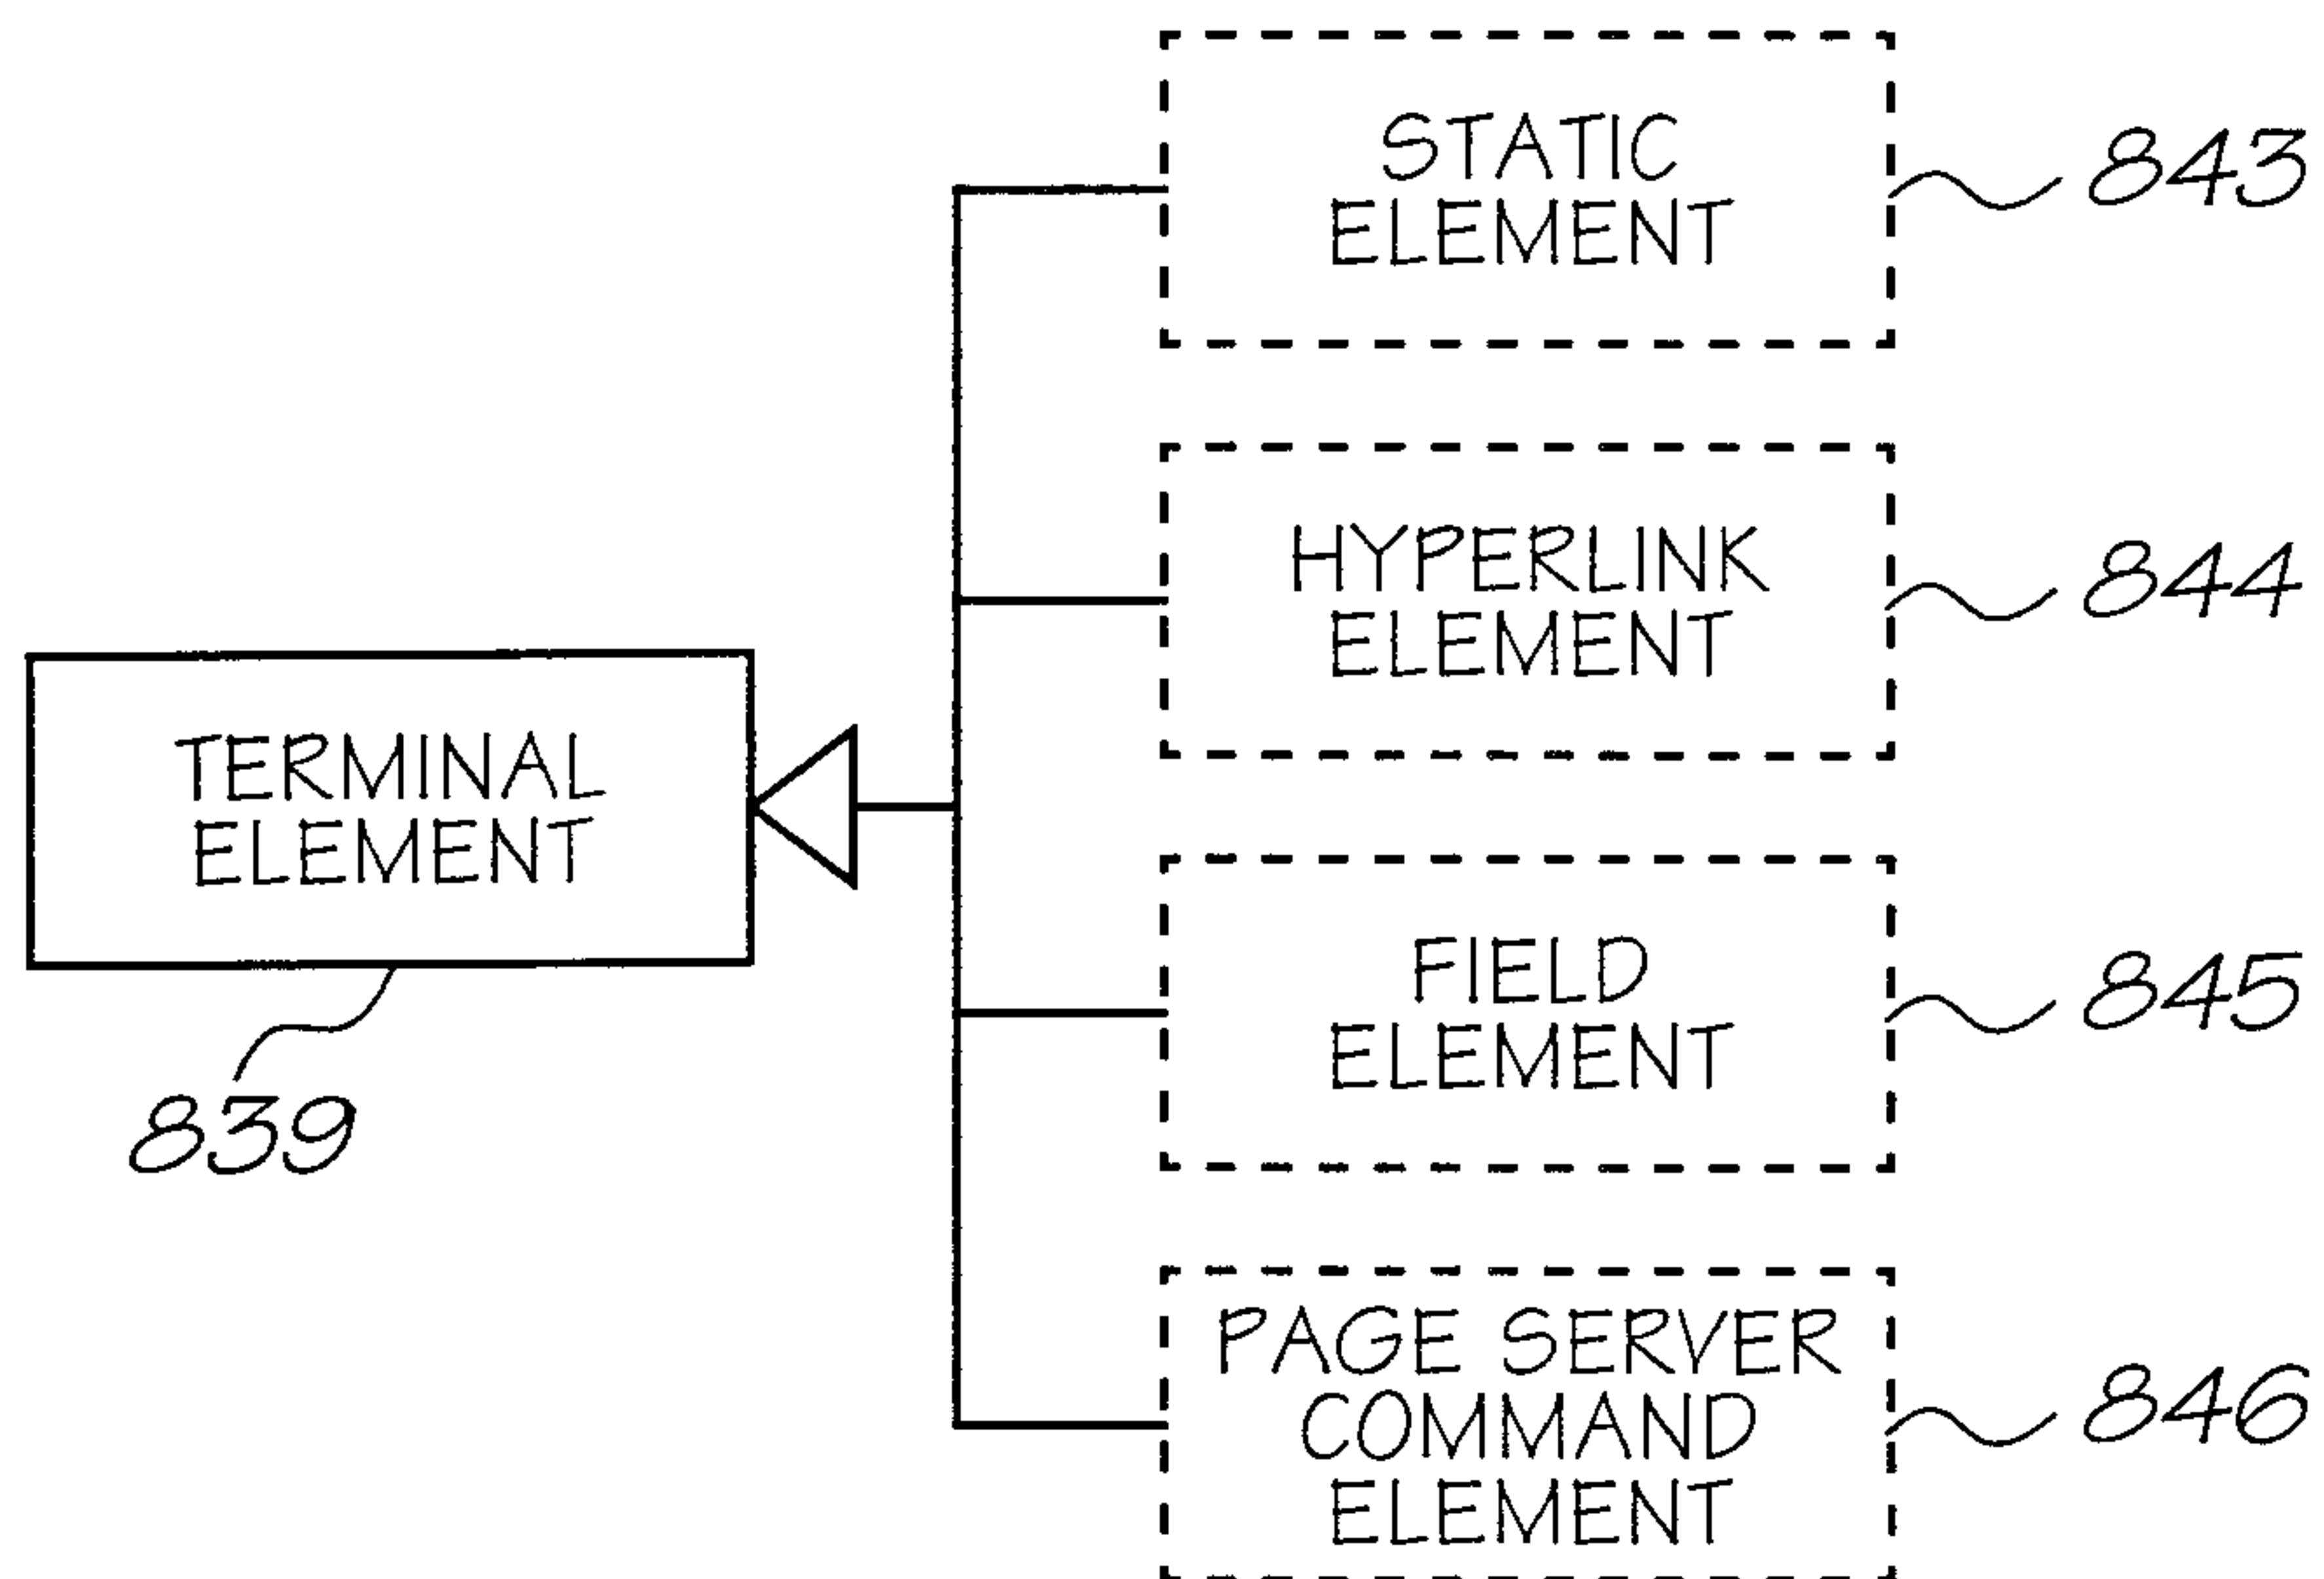 STATIC
ELEMENT
843
HYPERLINK
ELEMENT
844
TERMINAL
ELEMENT
839
FIELD
ELEMENT
845
PAGE SERVER
COMMAND
ELEMENT
846